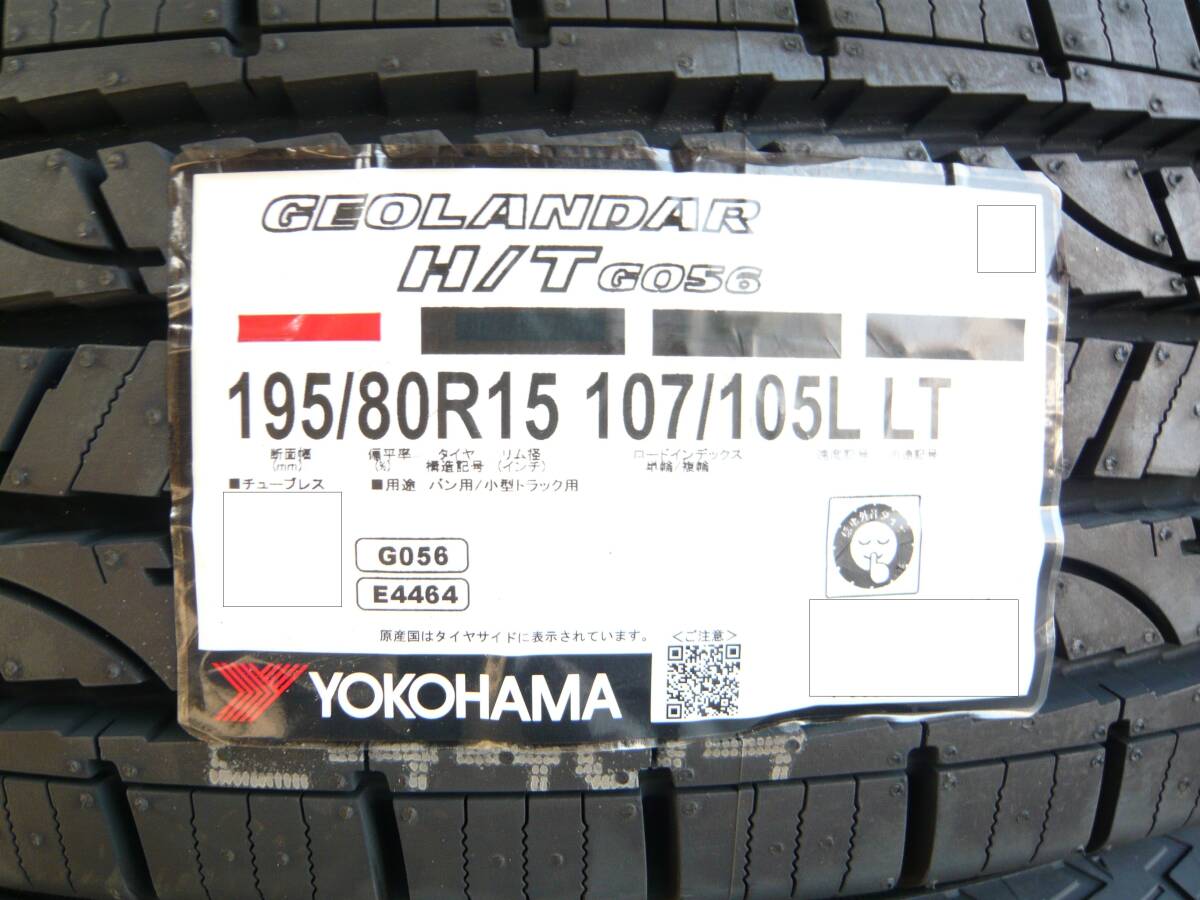 GEOLANDAR
H/T G056
195/80R15 107/105L LT
断面幅 偏平率 タイヤ リム径 ロードインデックス 速度記号
(mm) (%) 構造記号 (インチ) 単輪/複輪
■チューブレス ■用途 バン用/小型トラック用
G056
E4464
原産国はタイヤサイドに表示されています。 <ご注意>
YOKOHAMA